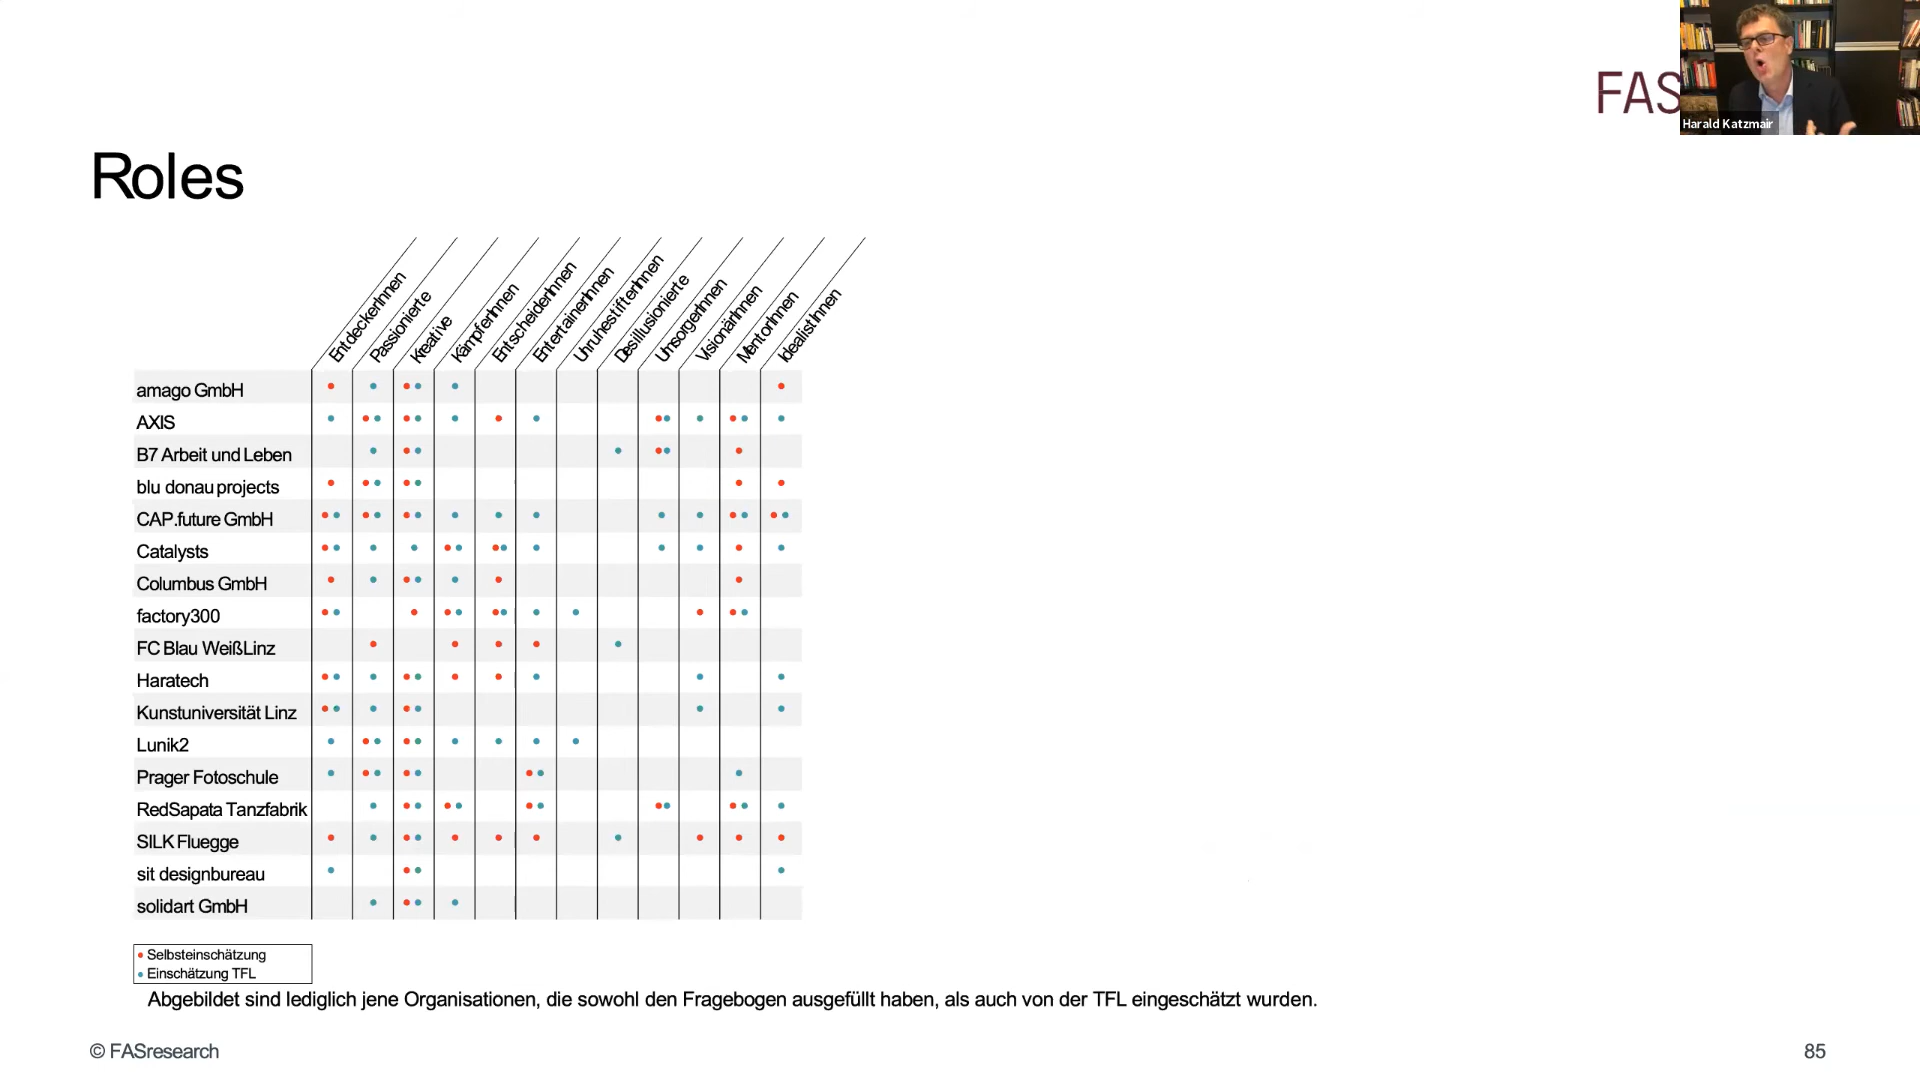 FAS
Harald Katzmair
Roles
EntdeckerInnen
Passionierte
Kreative
KämpferInnen
EntscheiderInnen
EntertainerInnen
UnruhestifterInnen
Desillusionierte
UmsorgerInnen
VisionärInnen
MentorInnen
IdealistInnen
amago GmbH
AXIS
B7 Arbeit und Leben
blu donau projects
CAP.future GmbH
Catalysts
Columbus GmbH
factory300
FC Blau Weiß Linz
Haratech
Kunstuniversität Linz
Lunik2
Prager Fotoschule
RedSapata Tanzfabrik
SILK Fluegge
sit designbureau
solidart GmbH
Selbsteinschätzung
Einschätzung TFL
Abgebildet sind lediglich jene Organisationen, die sowohl den Fragebogen ausgefüllt haben, als auch von der TFL eingeschätzt wurden.
© FASresearch
85